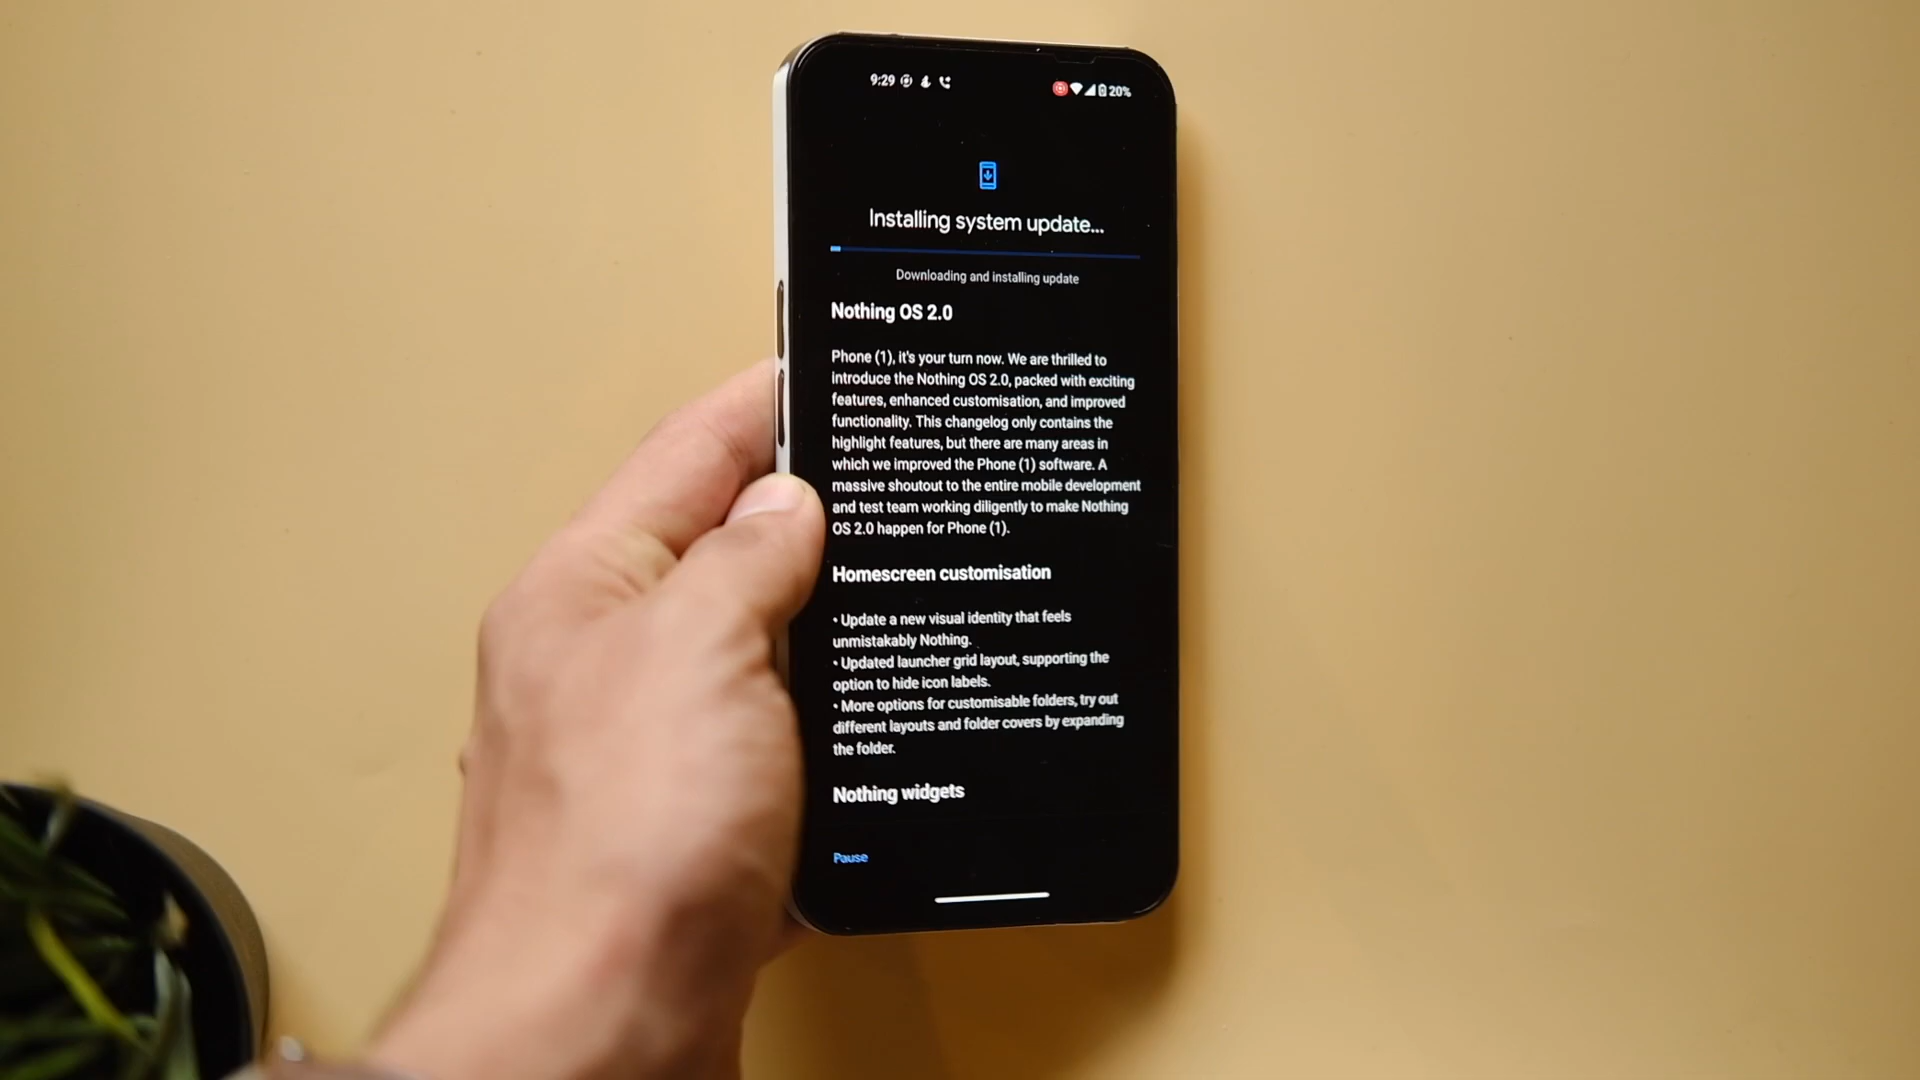 9:29 20%
Installing system update...
Downloading and installing update
Nothing OS 2.0
Phone (1), it's your turn now. We are thrilled to
introduce the Nothing OS 2.0, packed with exciting
features, enhanced customisation, and improved
functionality. This changelog only contains the
highlight features, but there are many areas in
which we improved the Phone (1) software. A
massive shoutout to the entire mobile development
and test team working diligently to make Nothing
OS 2.0 happen for Phone (1).
Homescreen customisation
• Update a new visual identity that feels
unmistakably Nothing.
• Updated launcher grid layout, supporting the
option to hide icon labels.
• More options for customisable folders, try out
different layouts and folder covers by expanding
the folder.
Nothing widgets
Pause